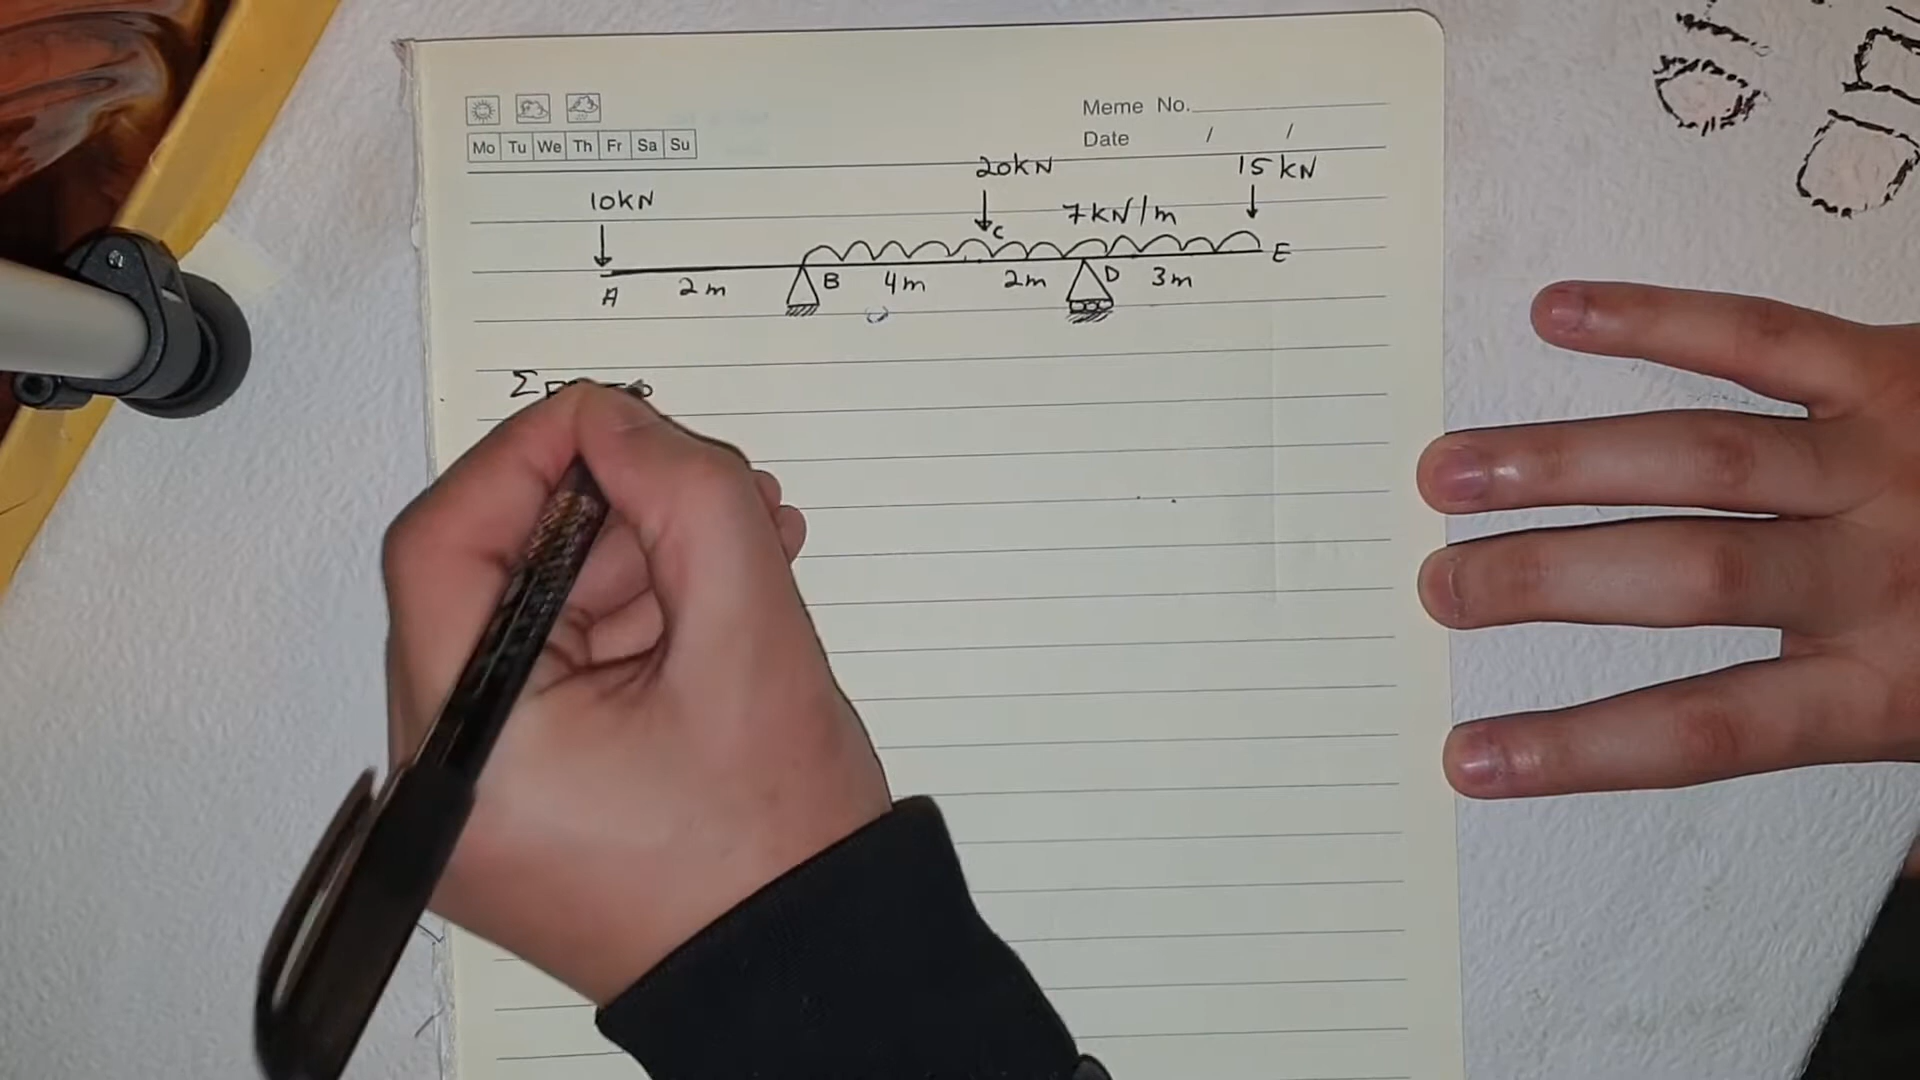 Meme No.
Date / /
Mo Tu We Th Fr Sa Su
20kN 15 kN
10kN
7kN/m
C
A 2m B 4m 2m D 3m E
Σ